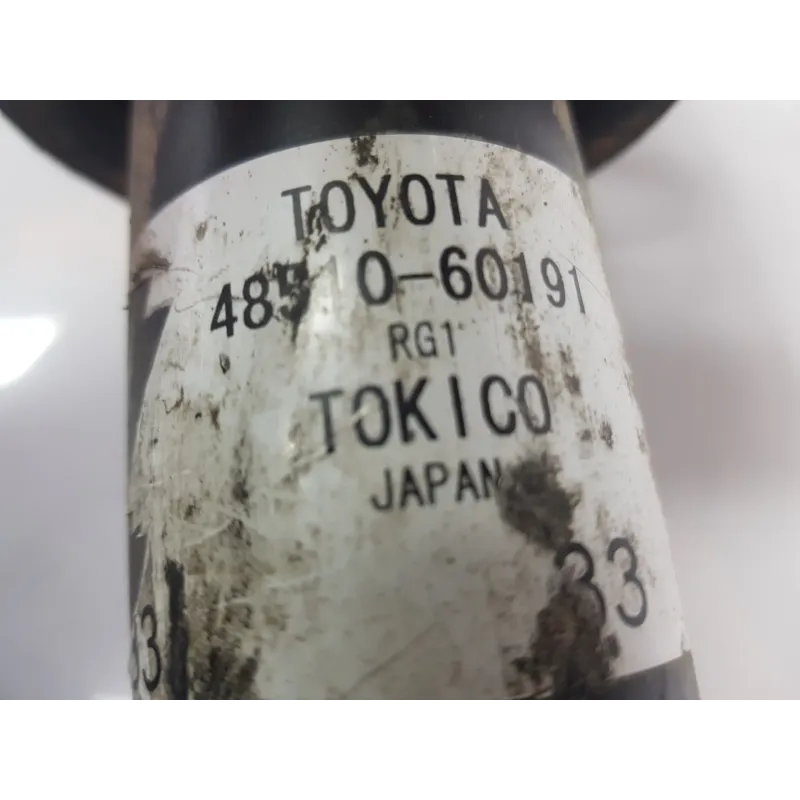 TOYOTA
48510-60191
RG1
TOKICO
JAPAN
33